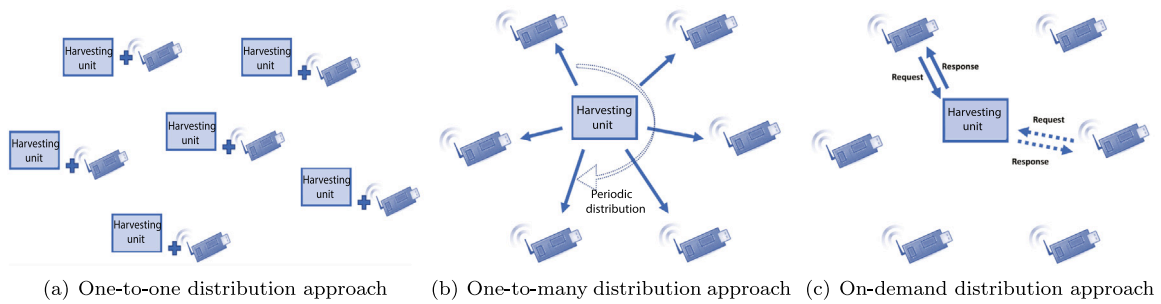 Harvesting
unit
Harvesting
unit
Harvesting
unit
Harvesting
unit
Harvesting
unit
Harvesting
unit
(a) One-to-one distribution approach
Harvesting
unit
Periodic
distribution
(b) One-to-many distribution approach
Response
Request
Harvesting
unit
Request
Response
(c) On-demand distribution approach